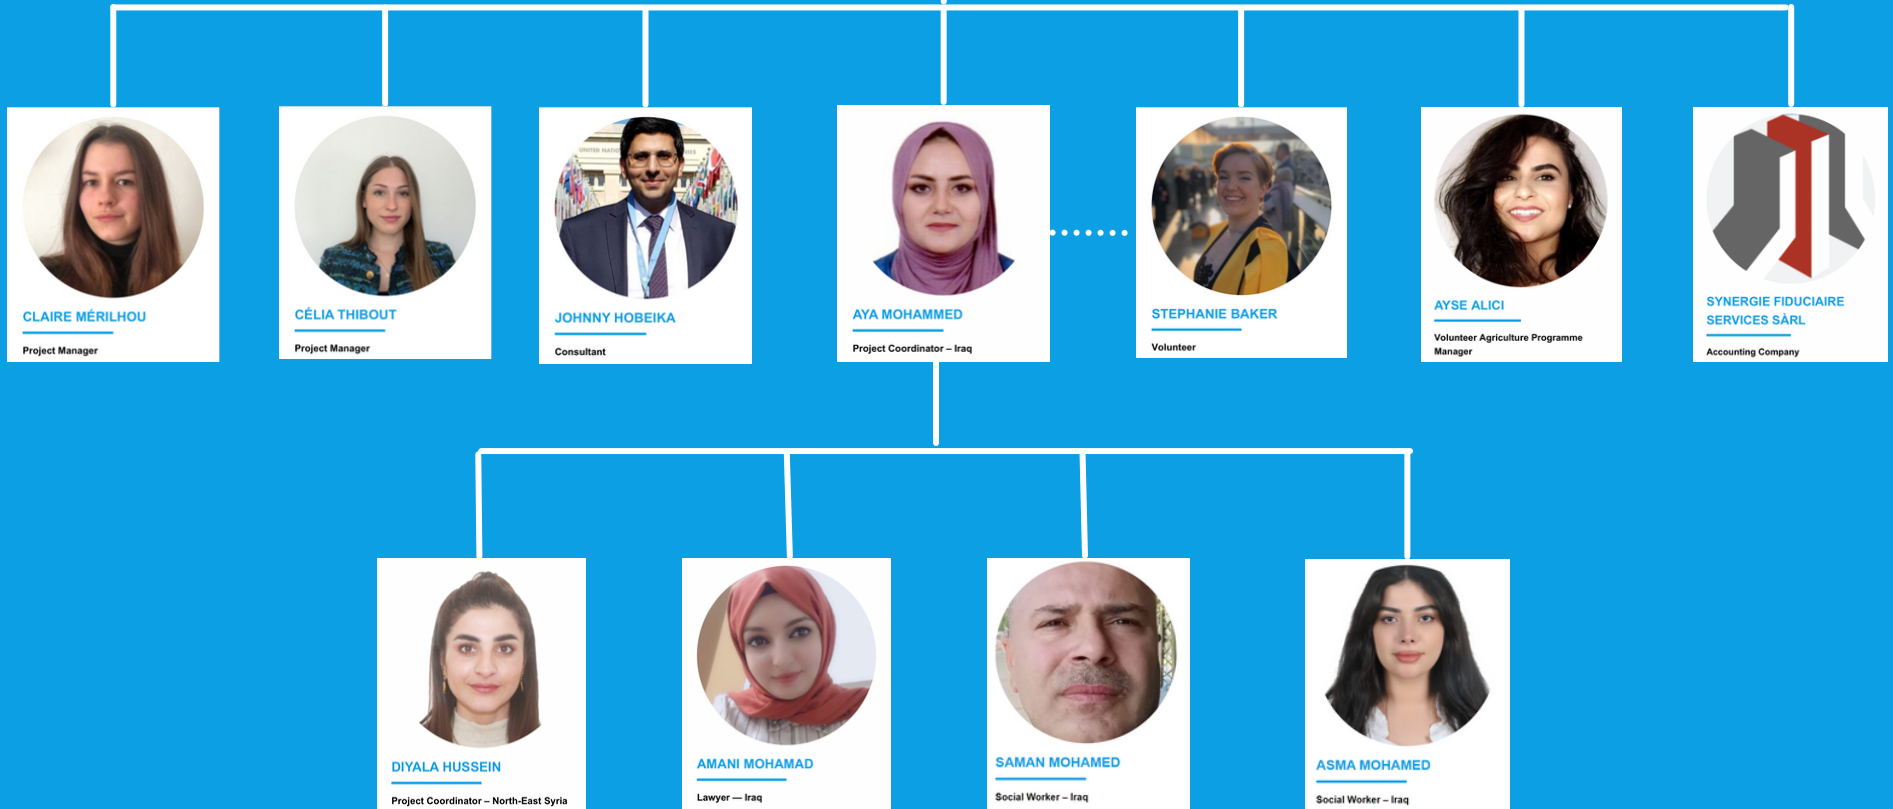 CLAIRE MÉRILHOU
Project Manager
CÉLIA THIBOUT
Project Manager
JOHNNY HOBEIKA
Consultant
AYA MOHAMMED
Project Coordinator – Iraq
STEPHANIE BAKER
Volunteer
AYSE ALICI
Volunteer Agriculture Programme
Manager
SYNERGIE FIDUCIAIRE
SERVICES SÀRL
Accounting Company
DIYALA HUSSEIN
Project Coordinator – North-East Syria
AMANI MOHAMAD
Lawyer — Iraq
SAMAN MOHAMED
Social Worker – Iraq
ASMA MOHAMED
Social Worker – Iraq